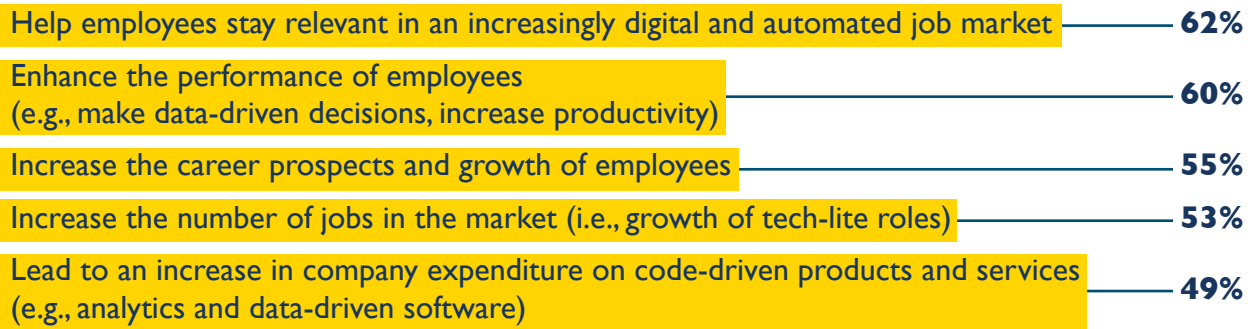 Help employees stay relevant in an increasingly digital and automated job market 62%
Enhance the performance of employees
(e.g., make data-driven decisions, increase productivity) 60%
Increase the career prospects and growth of employees 55%
Increase the number of jobs in the market (i.e., growth of tech-lite roles) 53%
Lead to an increase in company expenditure on code-driven products and services
(e.g., analytics and data-driven software) 49%